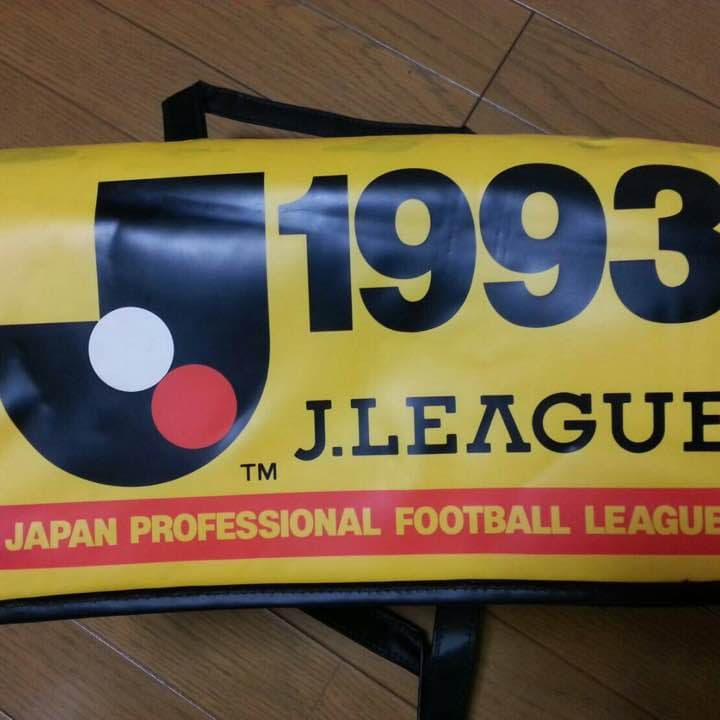 J 1993
J.LEAGUE
TM
JAPAN PROFESSIONAL FOOTBALL LEAGUE